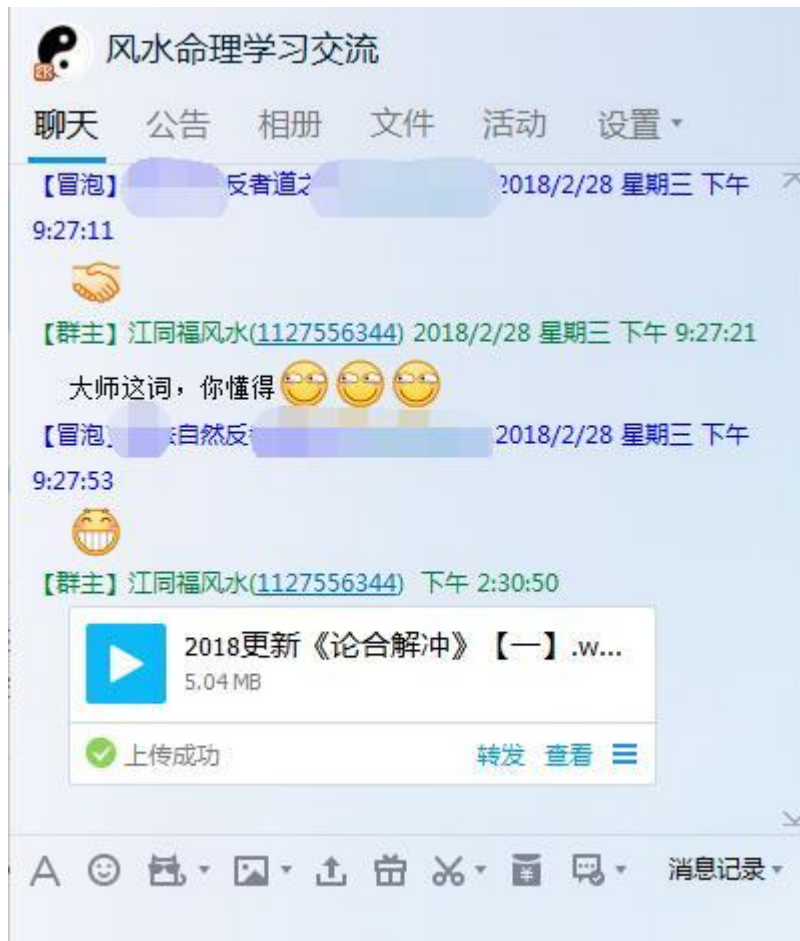 风水命理学习交流
聊天 公告 相册 文件 活动 设置
【冒泡】 反者道 2018/2/28 星期三 下午
9:27:11
【群主】江同福风水(1127556344) 2018/2/28 星期三 下午 9:27:21
大师这词，你懂得
【冒泡】 自然反 2018/2/28 星期三 下午
9:27:53
【群主】江同福风水(1127556344) 下午 2:30:50
2018更新《论合解冲》【一】.w...
5.04 MB
上传成功 转发 查看
消息记录